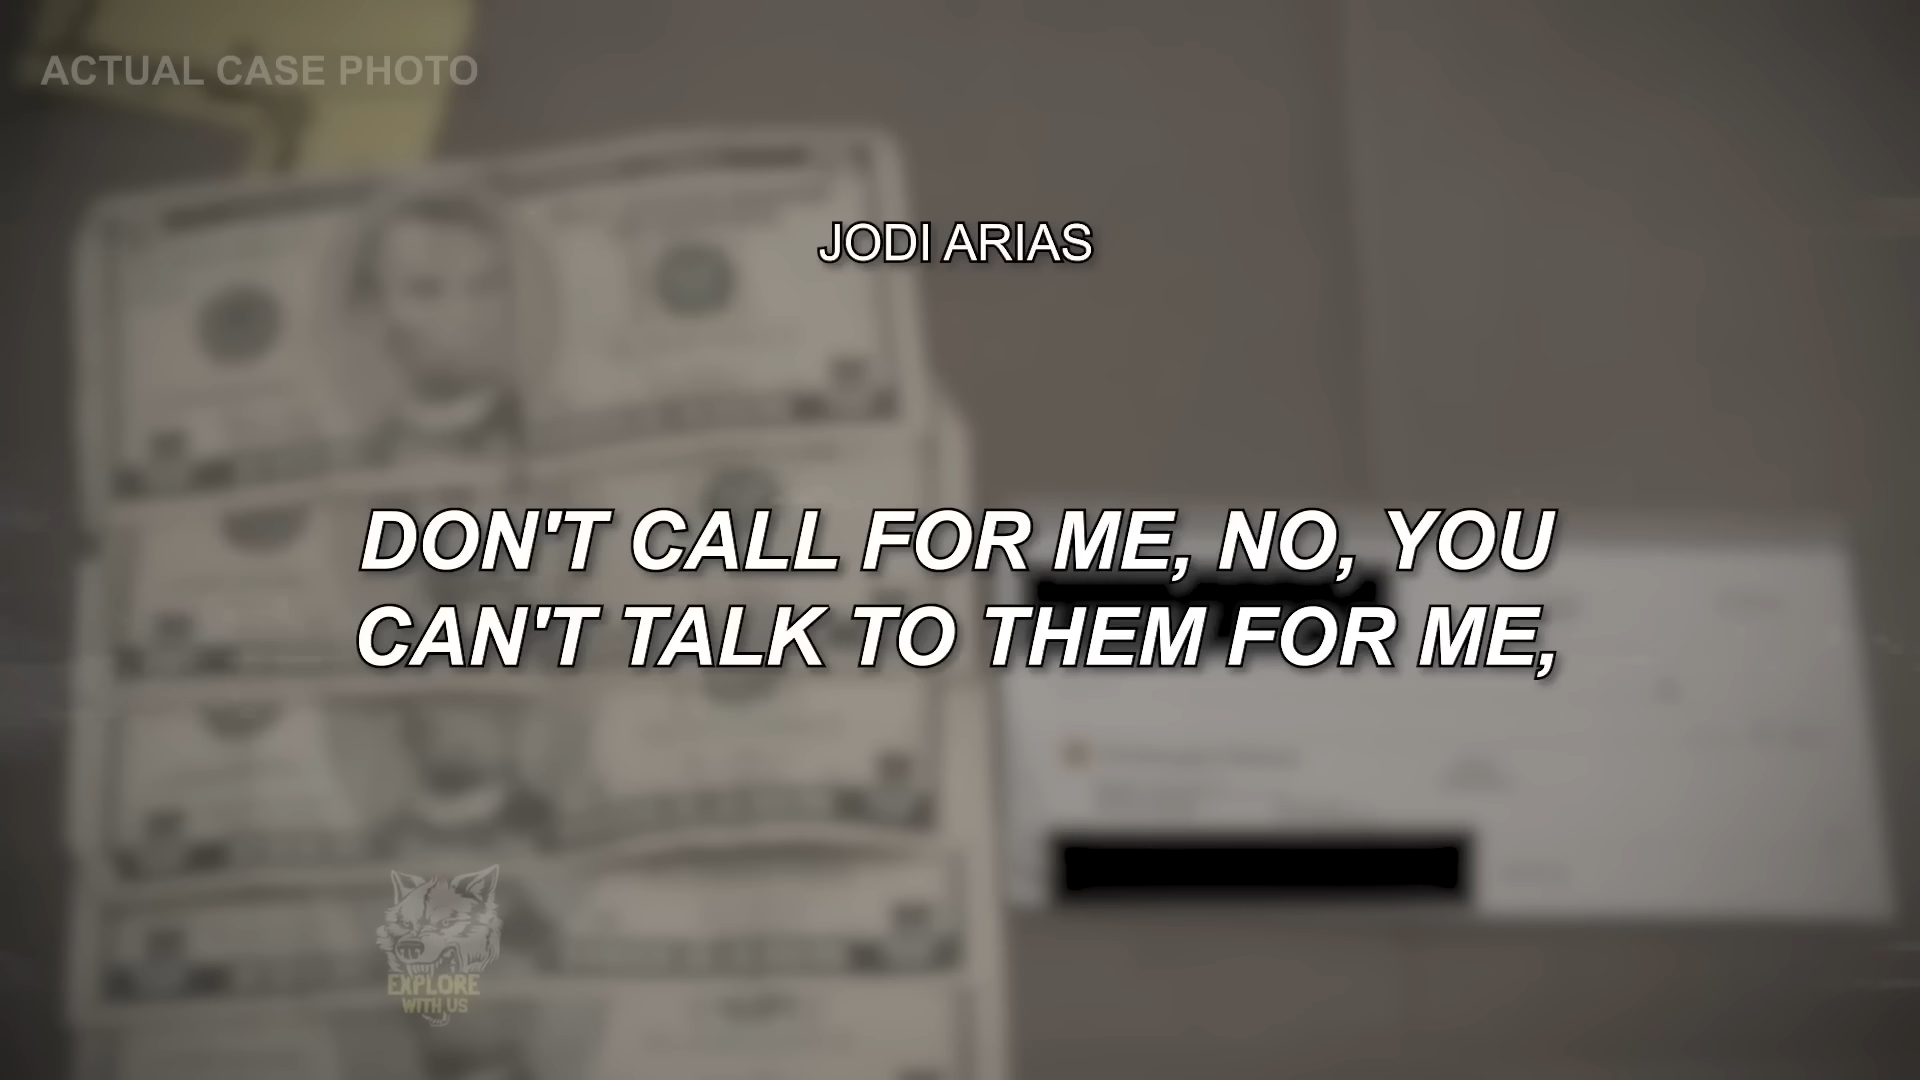 ACTUAL CASE PHOTO
JODI ARIAS
DON'T CALL FOR ME, NO, YOU
CAN'T TALK TO THEM FOR ME,
EXPLORE
WITH US